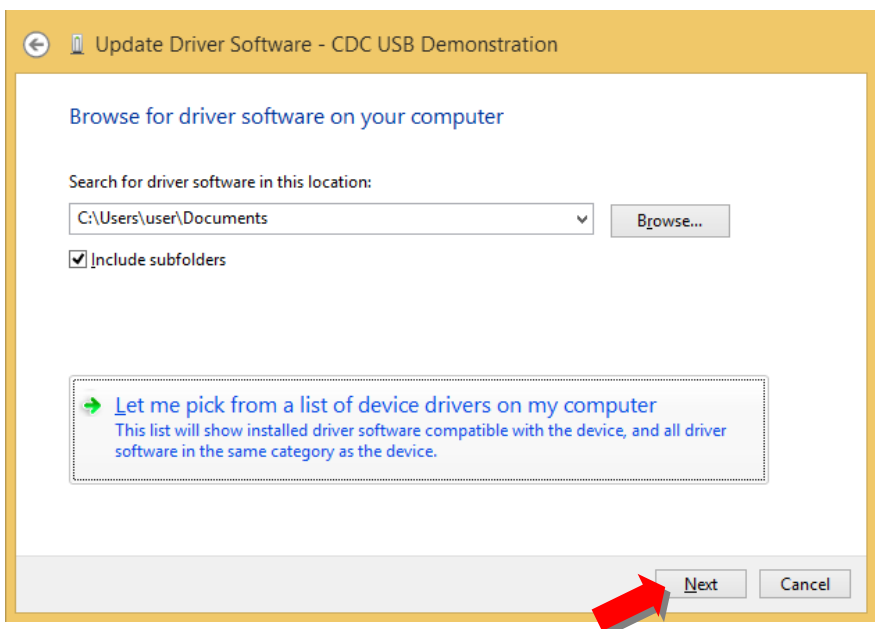 Update Driver Software - CDC USB Demonstration
Browse for driver software on your computer
Search for driver software in this location:
C:\Users\user\Documents
Browse...
Include subfolders
Let me pick from a list of device drivers on my computer
This list will show installed driver software compatible with the device, and all driver
software in the same category as the device.
Next
Cancel